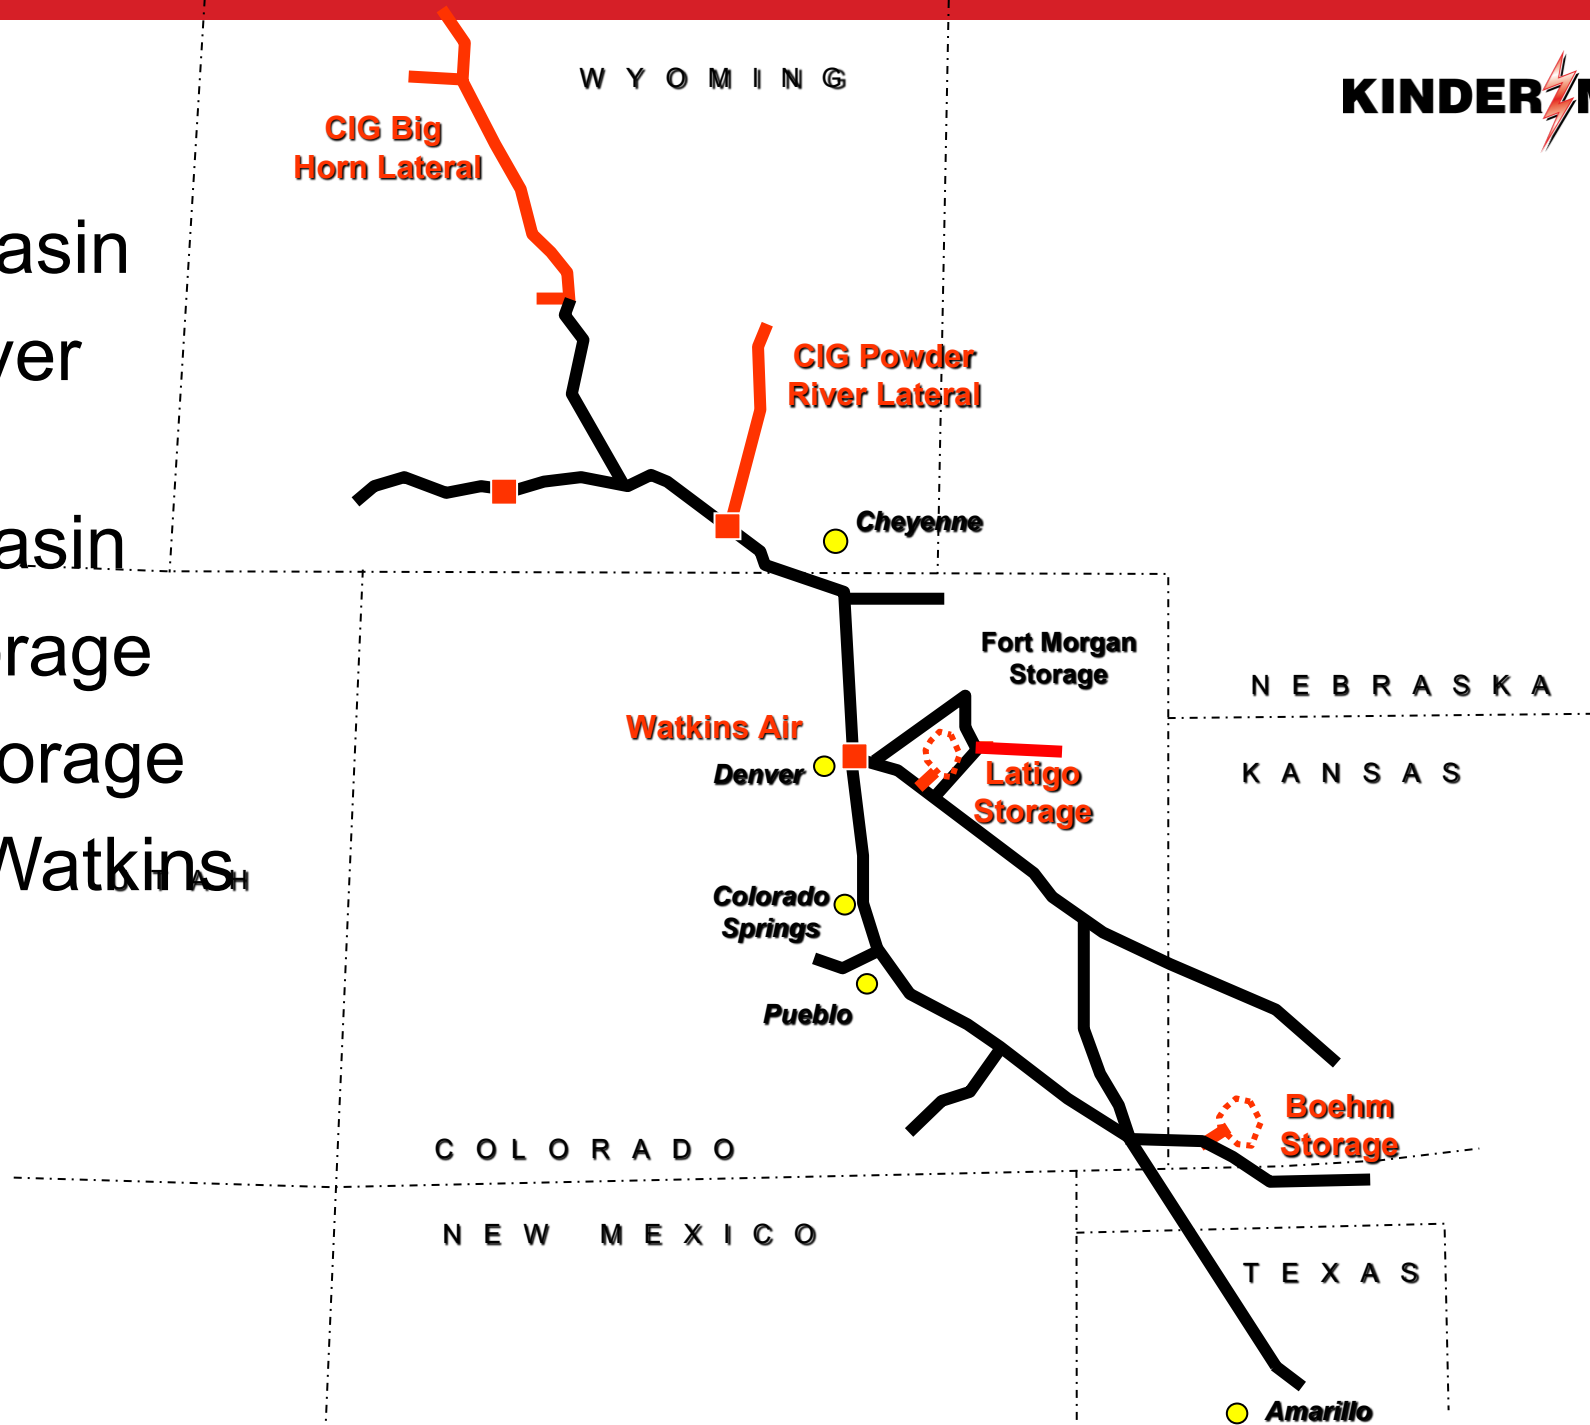 WYOMING
KINDER
CIG Big
Horn Lateral
asin
ver
CIG Powder
River Lateral
asin
Cheyenne
rage
Fort Morgan
Storage
NEBRASKA
Watkins Air
Denver
orage
Latigo
Storage
KANSAS
Watkins
UTAH
Colorado
Springs
Pueblo
Boehm
Storage
COLORADO
NEW MEXICO
TEXAS
Amarillo